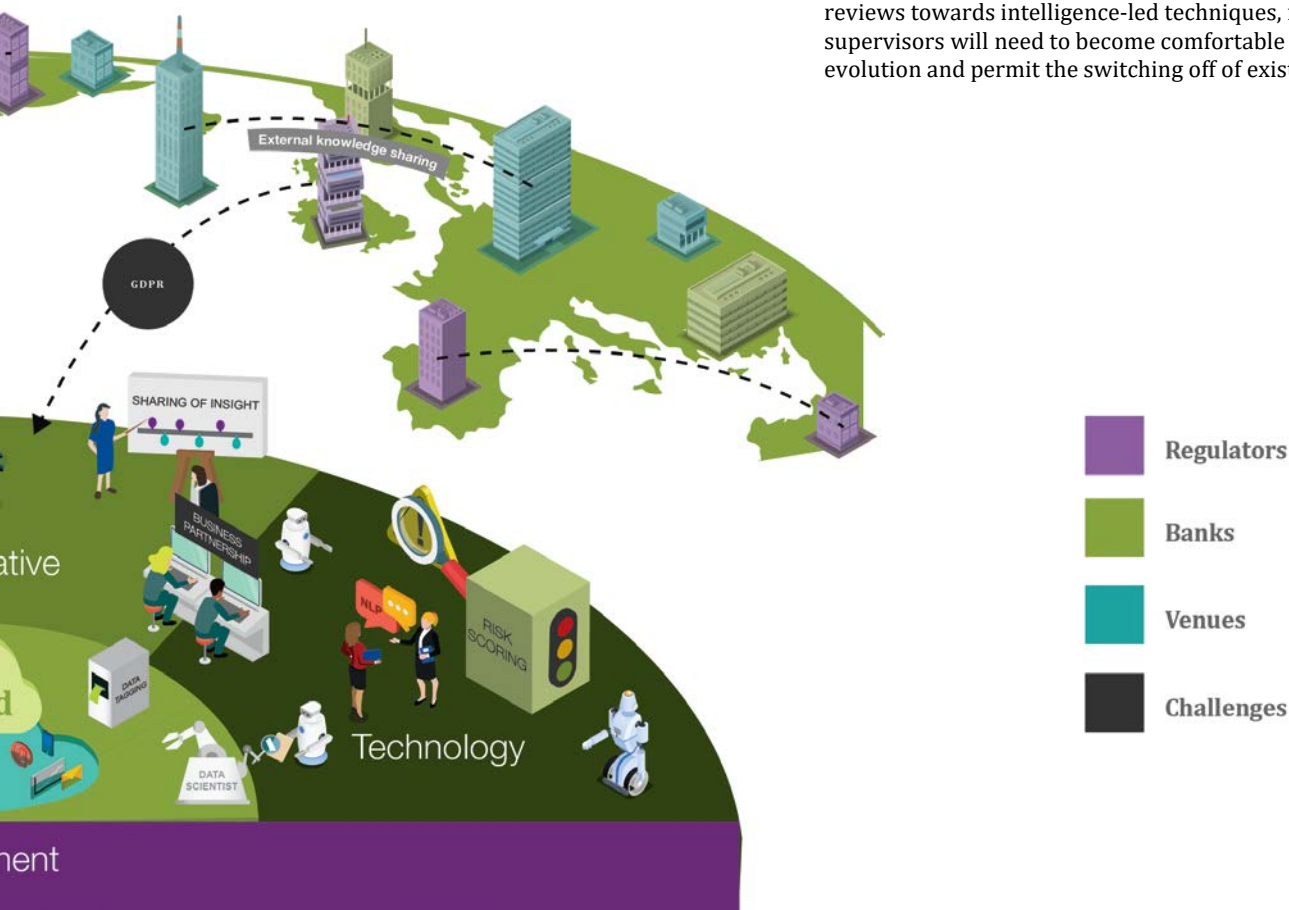 reviews towards intelligence-led techniques,
supervisors will need to become comfortable
evolution and permit the switching off of exist
External knowledge sharing
GDPR
SHARING OF INSIGHT
BUSINESS
PARTNERSHIP
ative
NLP
RISK
SCORING
DATA
TAGGING
d
Technology
DATA
SCIENTIST
ment
Regulators
Banks
Venues
Challenges